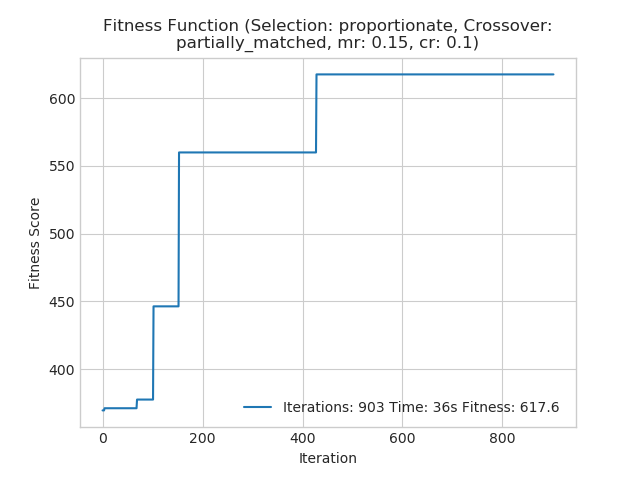 Fitness Function (Selection: proportionate, Crossover:
partially_matched, mr: 0.15, cr: 0.1)
600
550
500
450
400
Fitness Score
Iterations: 903 Time: 36s Fitness: 617.6
0 200 400 600 800
Iteration